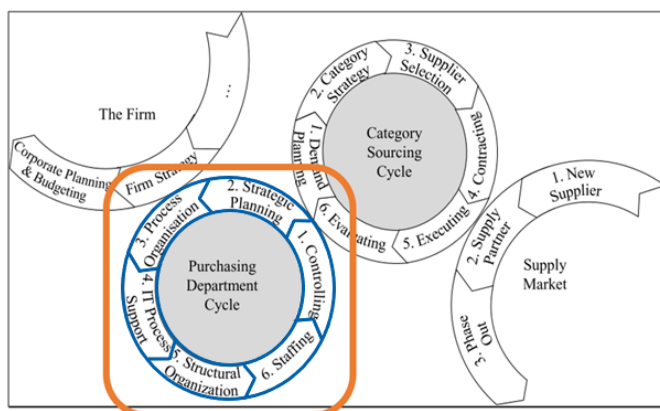 The Firm
...
Firm Strategy
Corporate Planning
& Budgeting
Category
Sourcing
Cycle
1. Demand
Planning
2. Category
Strategy
3. Supplier
Selection
4. Contracting
5. Executing
6. Evaluating
Purchasing
Department
Cycle
1. Controlling
2. Strategic
Planning
3. Process
Organisation
4. IT Process
Support
5. Structural
Organization
6. Staffing
Supply
Market
1. New
Supplier
2. Supply
Partner
3. Phase
Out